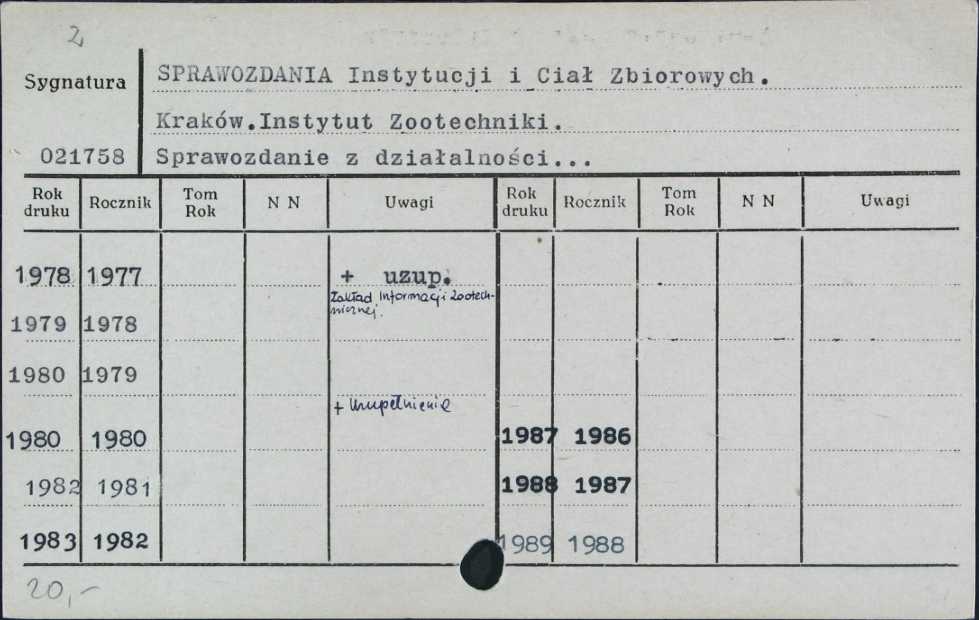 2
Sygnatura
SPRAWOZDANIA Instytucji i Ciał Zbiorowych.
Kraków.Instytut Zootechniki.
021758 Sprawozdanie z działalności...
Rok druku Rocznik Tom Rok N N Uwagi Rok druku Rocznik Tom Rok N N Uwagi
1978 1977 + uzup.
Zakład Informacji Zootech-
nicznej.
1979 1978
1980 1979
+ Uzupełnienie
1980 1980 1987 1986
1982 1981 1988 1987
1983 1982 1989 1988
20,-